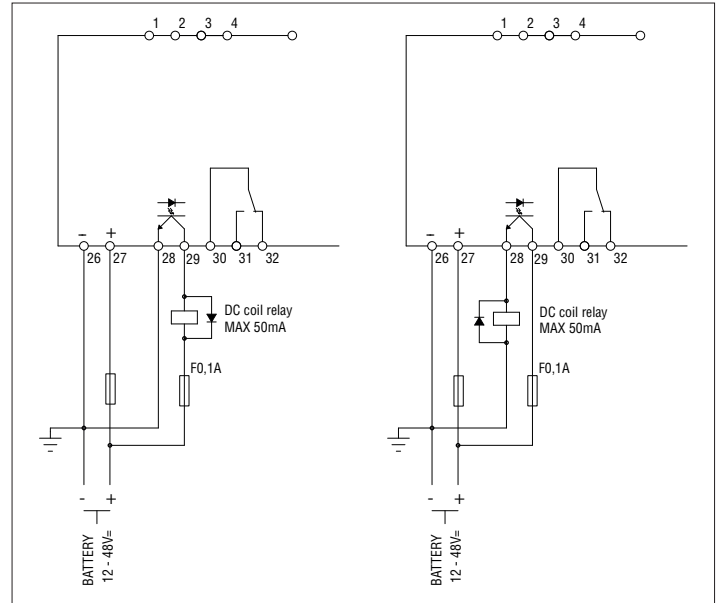 1 2 3 4
- +
26 27 28 29 30 31 32
DC coil relay
MAX 50mA
F0,1A
- +
BATTERY
12 - 48V=
1 2 3 4
- +
26 27 28 29 30 31 32
DC coil relay
MAX 50mA
F0,1A
- +
BATTERY
12 - 48V=